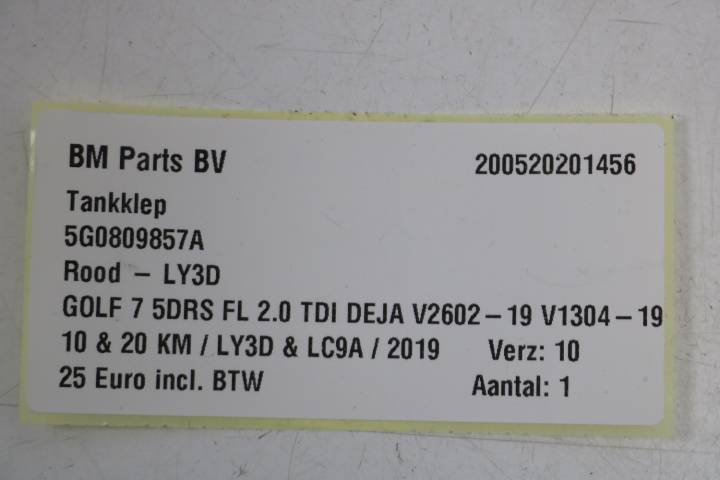 BM Parts BV 200520201456
Tankklep
5G0809857A
Rood – LY3D
GOLF 7 5DRS FL 2.0 TDI DEJA V2602–19 V1304–19
10 & 20 KM / LY3D & LC9A / 2019 Verz: 10
25 Euro incl. BTW Aantal: 1